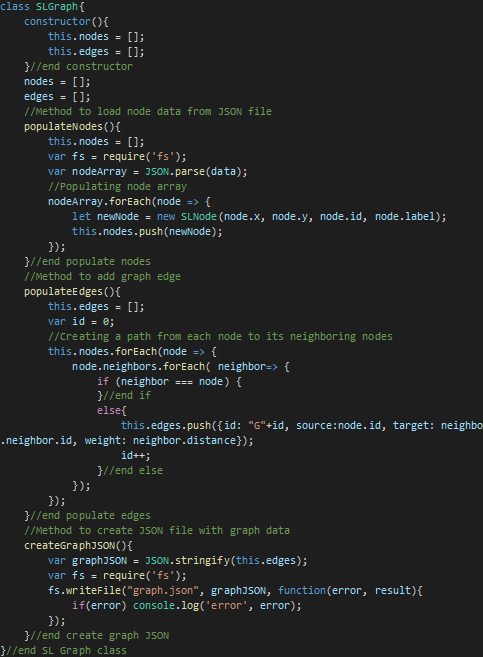 class SLGraph{
    constructor(){
        this.nodes = [];
        this.edges = [];
    }//end constructor
    nodes = [];
    edges = [];
    //Method to load node data from JSON file
    populateNodes(){
        this.nodes = [];
        var fs = require('fs');
        var nodeArray = JSON.parse(data);
        //Populating node array
        nodeArray.forEach(node => {
            let newNode = new SLNode(node.x, node.y, node.id, node.label);
            this.nodes.push(newNode);
        });
    }//end populate nodes
    //Method to add graph edge
    populateEdges(){
        this.edges = [];
        var id = 0;
        //Creating a path from each node to its neighboring nodes
        this.nodes.forEach(node => {
            node.neighbors.forEach( neighbor=> {
                if (neighbor === node) {
                }//end if
                else{
                    this.edges.push({id: "G"+id, source:node.id, target: neighbo
.neighbor.id, weight: neighbor.distance});
                    id++;
                }//end else
            });
        });
    }//end populate edges
    //Method to create JSON file with graph data
    createGraphJSON(){
        var graphJSON = JSON.stringify(this.edges);
        var fs = require('fs');
        fs.writeFile("graph.json", graphJSON, function(error, result){
            if(error) console.log('error', error);
        });
    }//end create graph JSON
}//end SL Graph class